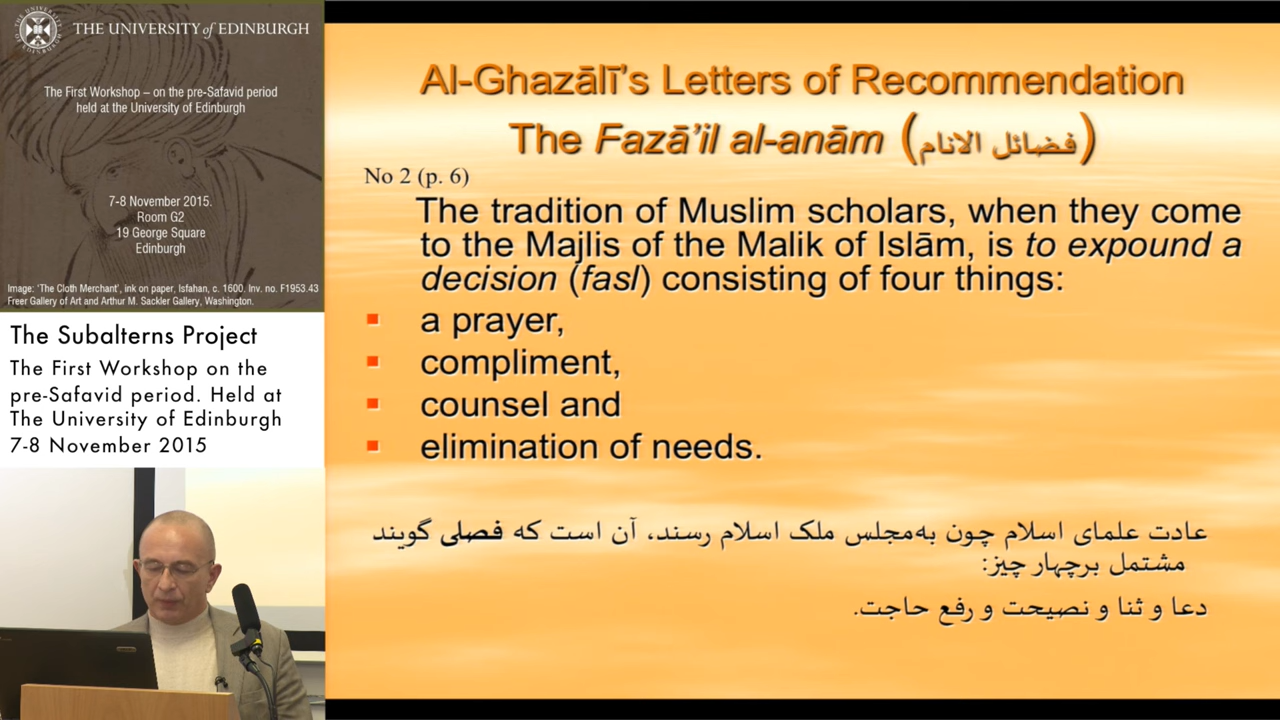 THE UNIVERSITY of EDINBURGH
The First Workshop – on the pre-Safavid period
held at the University of Edinburgh
7-8 November 2015.
Room G2
19 George Square
Edinburgh
Image: ‘The Cloth Merchant’, ink on paper, Isfahan, c. 1600. Inv. no. F1953.43
Freer Gallery of Art and Arthur M. Sackler Gallery, Washington.
The Subalterns Project
The First Workshop on the
pre-Safavid period. Held at
The University of Edinburgh
7-8 November 2015
Al-Ghazālī’s Letters of Recommendation
The Fazā’il al-anām (فضائل الانام)
No 2 (p. 6)
The tradition of Muslim scholars, when they come
to the Majlis of the Malik of Islām, is to expound a
decision (fasl) consisting of four things:
▪ a prayer,
▪ compliment,
▪ counsel and
▪ elimination of needs.
عادت علمای اسلام چون به‌مجلس ملک اسلام رسند، آن است که فصلی گویند
مشتمل برچهار چیز:
دعا و ثنا و نصیحت و رفع حاجت.